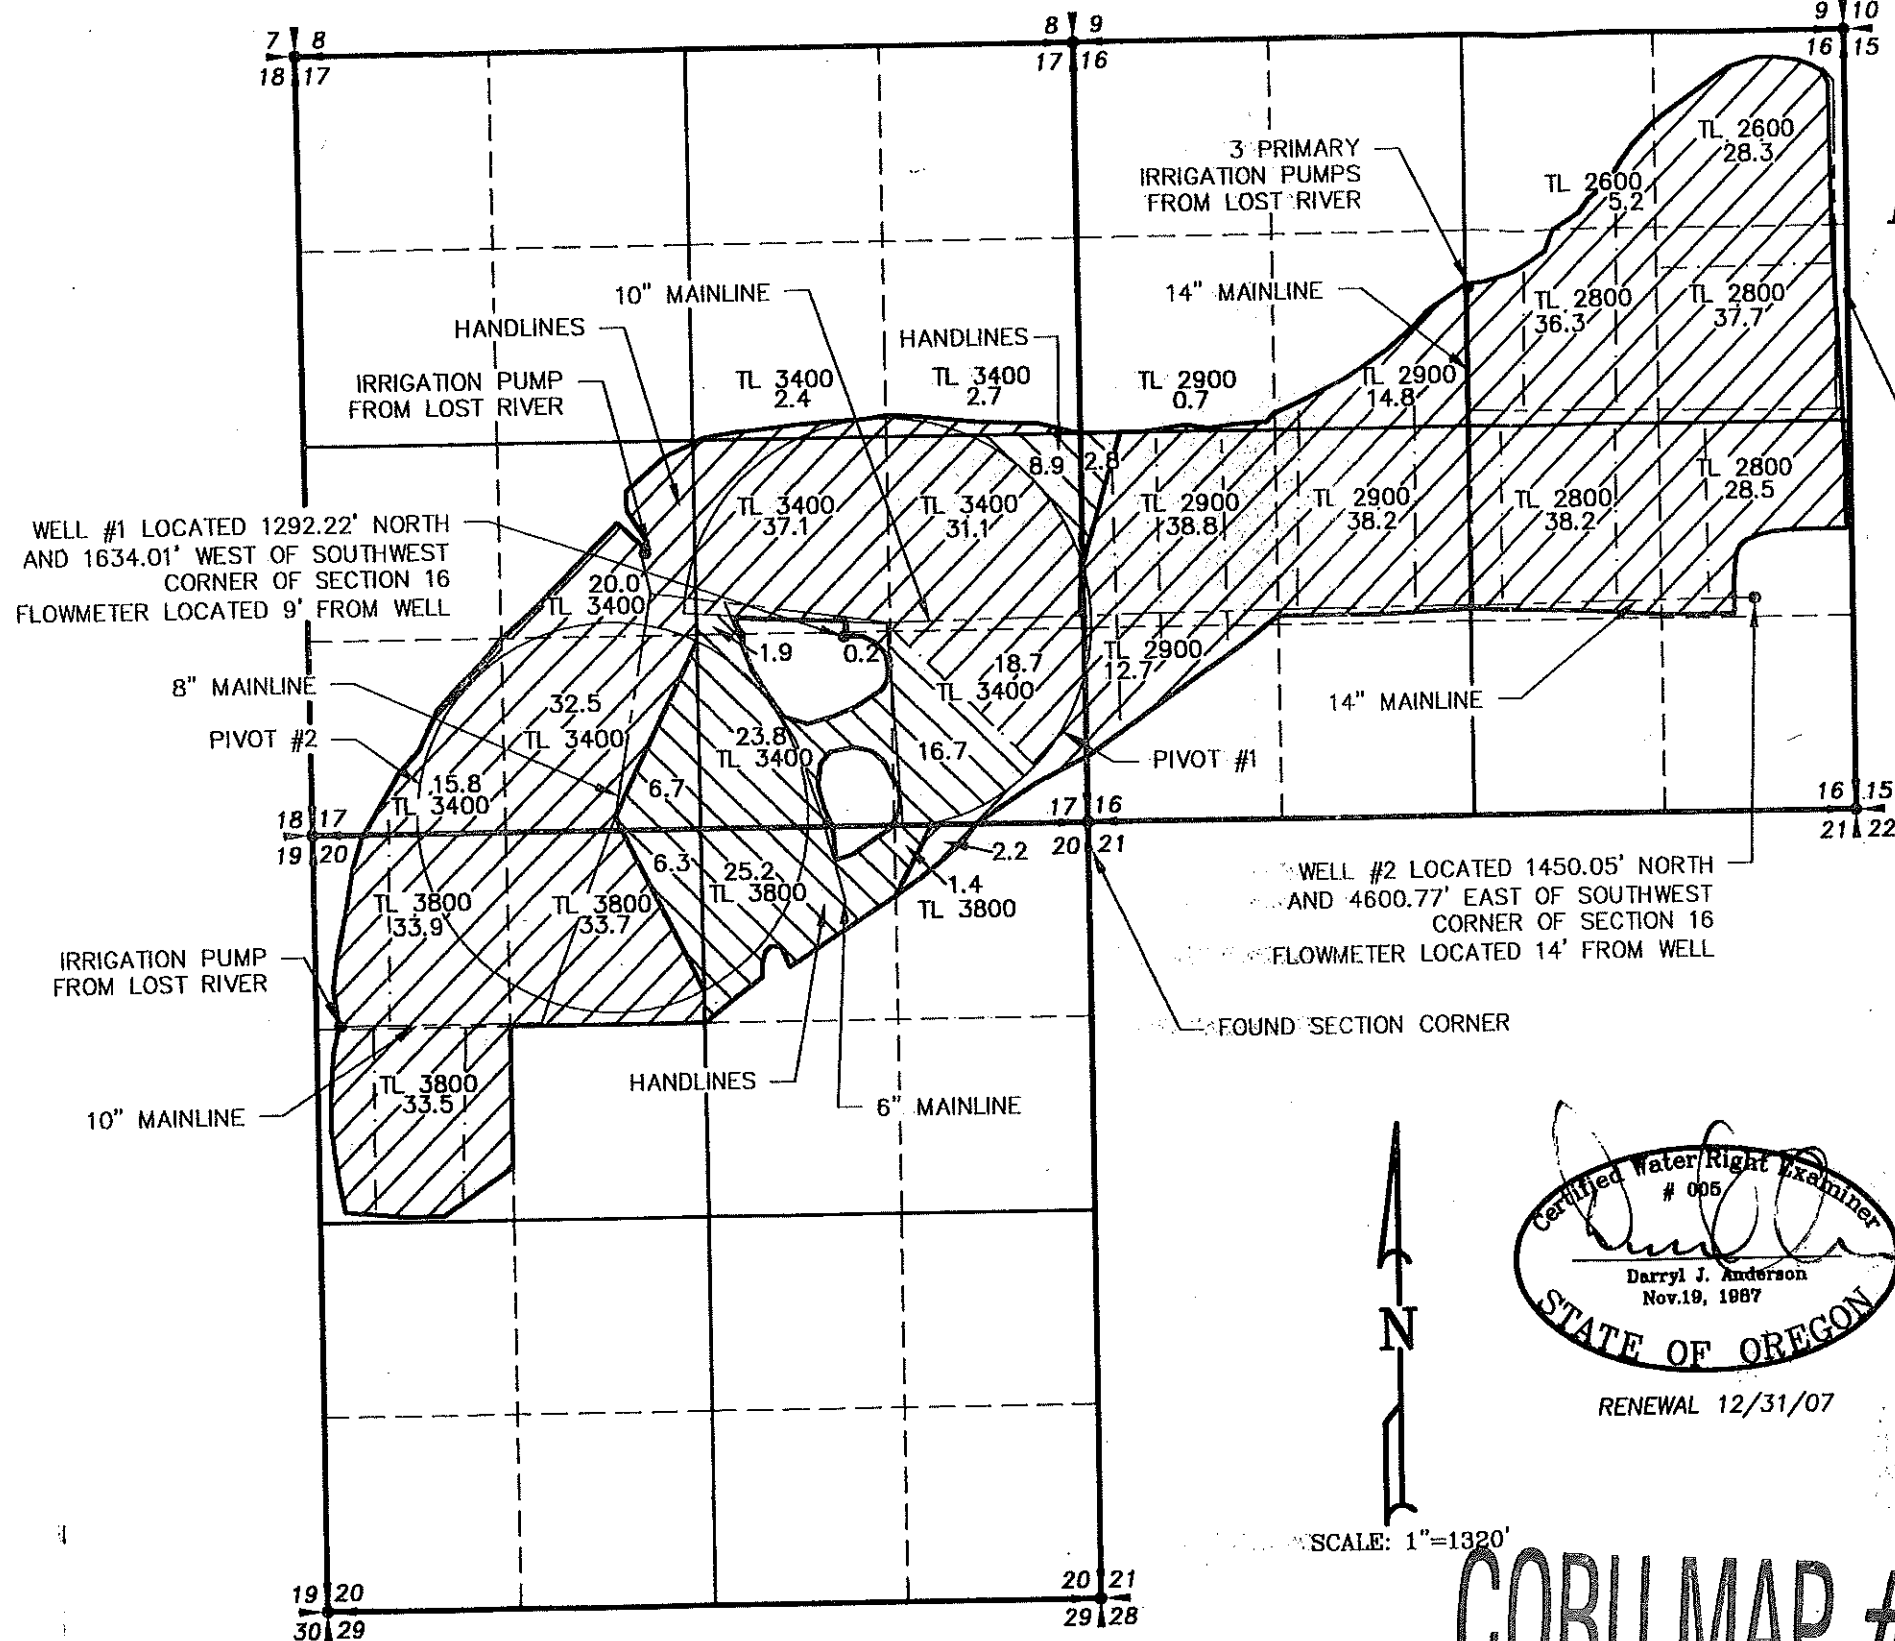 7 8
18 17
8 9
17 16
9 10
16 15
3 PRIMARY
IRRIGATION PUMPS
FROM LOST RIVER
TL 2600
28.3
TL 2600
5.2
10" MAINLINE
14" MAINLINE
HANDLINES
HANDLINES
TL 2800
36.3
TL 2800
37.7
IRRIGATION PUMP
FROM LOST RIVER
TL 3400
2.4
TL 3400
2.7
TL 2900
0.7
TL 2900
14.8
8.9
2.8
TL 3400
37.1
TL 3400
31.1
TL 2900
38.8
TL 2900
38.2
TL 2800
38.2
TL 2800
28.5
WELL #1 LOCATED 1292.22' NORTH
AND 1634.01' WEST OF SOUTHWEST
CORNER OF SECTION 16
FLOWMETER LOCATED 9' FROM WELL
20.0
TL 3400
1.9
0.2
18.7
TL 3400
TL 2900
12.7
8" MAINLINE
14" MAINLINE
32.5
TL 3400
PIVOT #2
23.8
TL 3400
16.7
PIVOT #1
15.8
TL 3400
6.7
18 17
19 20
17 16
20 21
16 15
21 22
6.3
25.2
TL 3800
2.2
1.4
TL 3800
TL 3800
33.9
TL 3800
33.7
WELL #2 LOCATED 1450.05' NORTH
AND 4600.77' EAST OF SOUTHWEST
CORNER OF SECTION 16
FLOWMETER LOCATED 14' FROM WELL
IRRIGATION PUMP
FROM LOST RIVER
FOUND SECTION CORNER
TL 3800
33.5
HANDLINES
6" MAINLINE
10" MAINLINE
N
SCALE: 1"=1320'
Certified Water Right Examiner
# 005
Darryl J. Anderson
Nov.19, 1987
STATE OF OREGON
RENEWAL 12/31/07
19 20
30 29
20 21
29 28
COBU MAP #